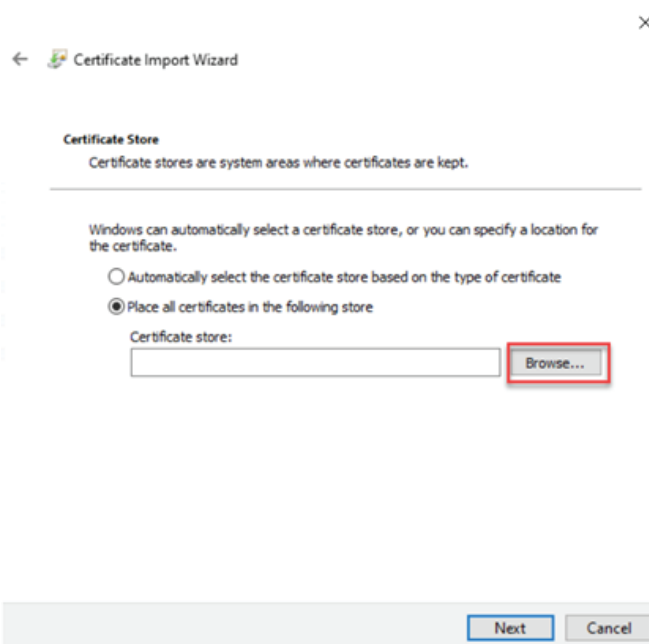 Certificate Import Wizard
Certificate Store
Certificate stores are system areas where certificates are kept.
Windows can automatically select a certificate store, or you can specify a location for
the certificate.
Automatically select the certificate store based on the type of certificate
Place all certificates in the following store
Certificate store:
Browse...
Next
Cancel